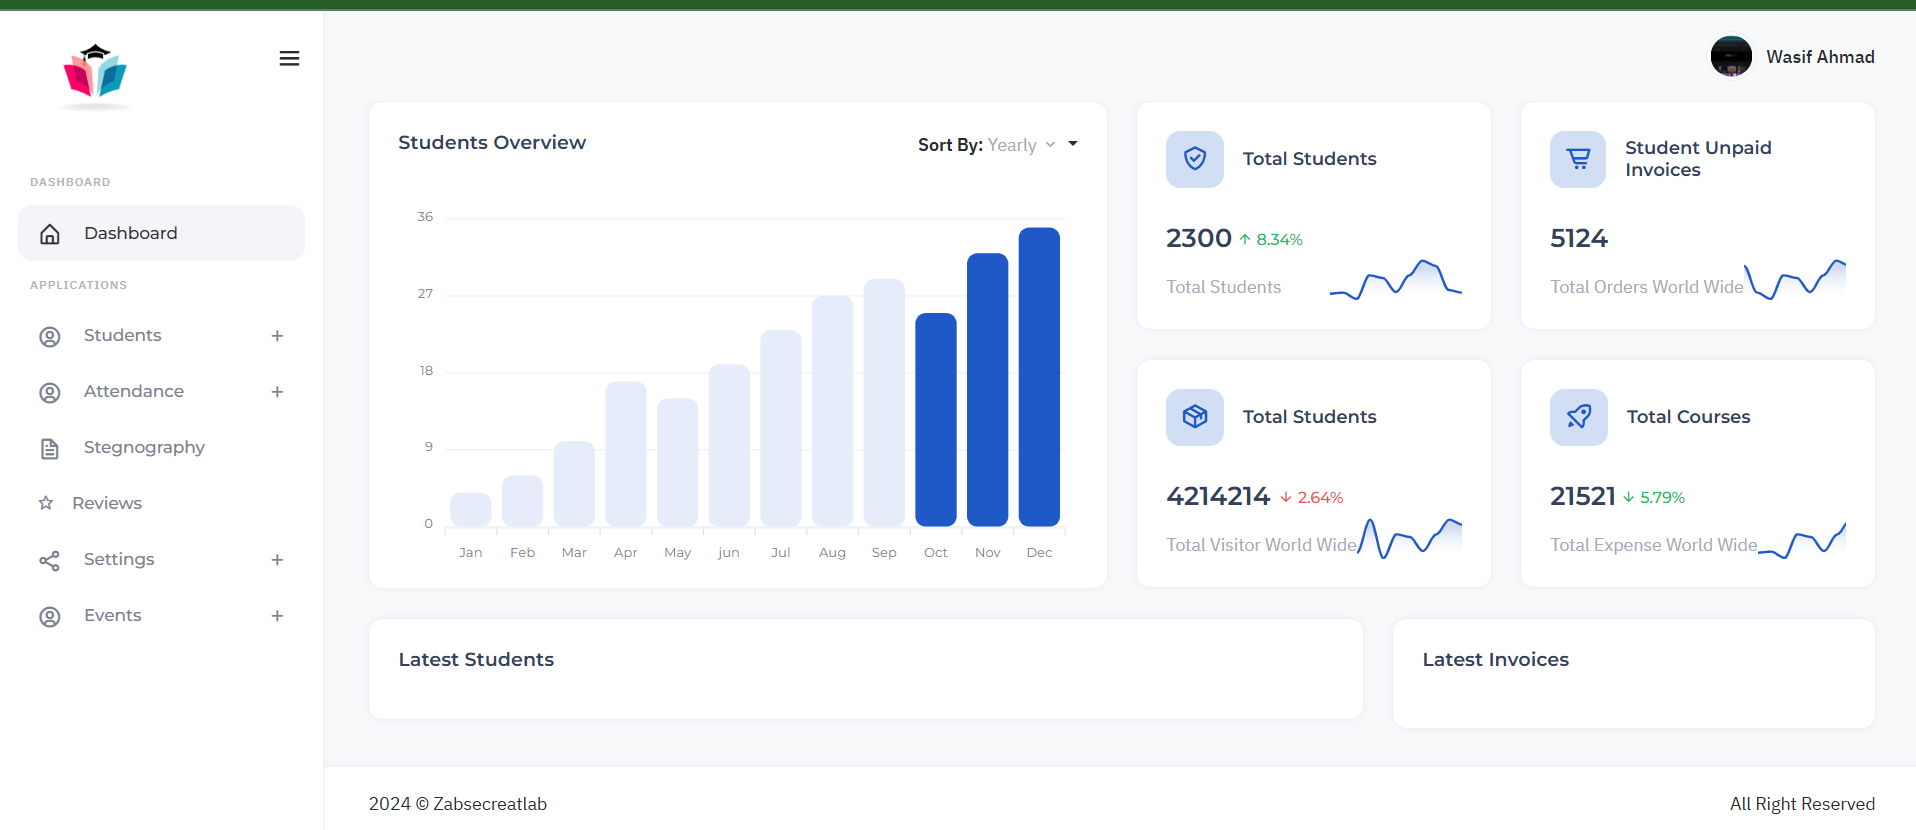 Wasif Ahmad
DASHBOARD
Dashboard
APPLICATIONS
Students +
Attendance +
Stegnography
Reviews
Settings +
Events +
Students Overview
Sort By: Yearly
36
27
18
9
0
Jan Feb Mar Apr May jun Jul Aug Sep Oct Nov Dec
Total Students
2300 ↑ 8.34%
Total Students
Student Unpaid
Invoices
5124
Total Orders World Wide
Total Students
4214214 ↓ 2.64%
Total Visitor World Wide
Total Courses
21521 ↓ 5.79%
Total Expense World Wide
Latest Students
Latest Invoices
2024 © Zabsecreatlab
All Right Reserved